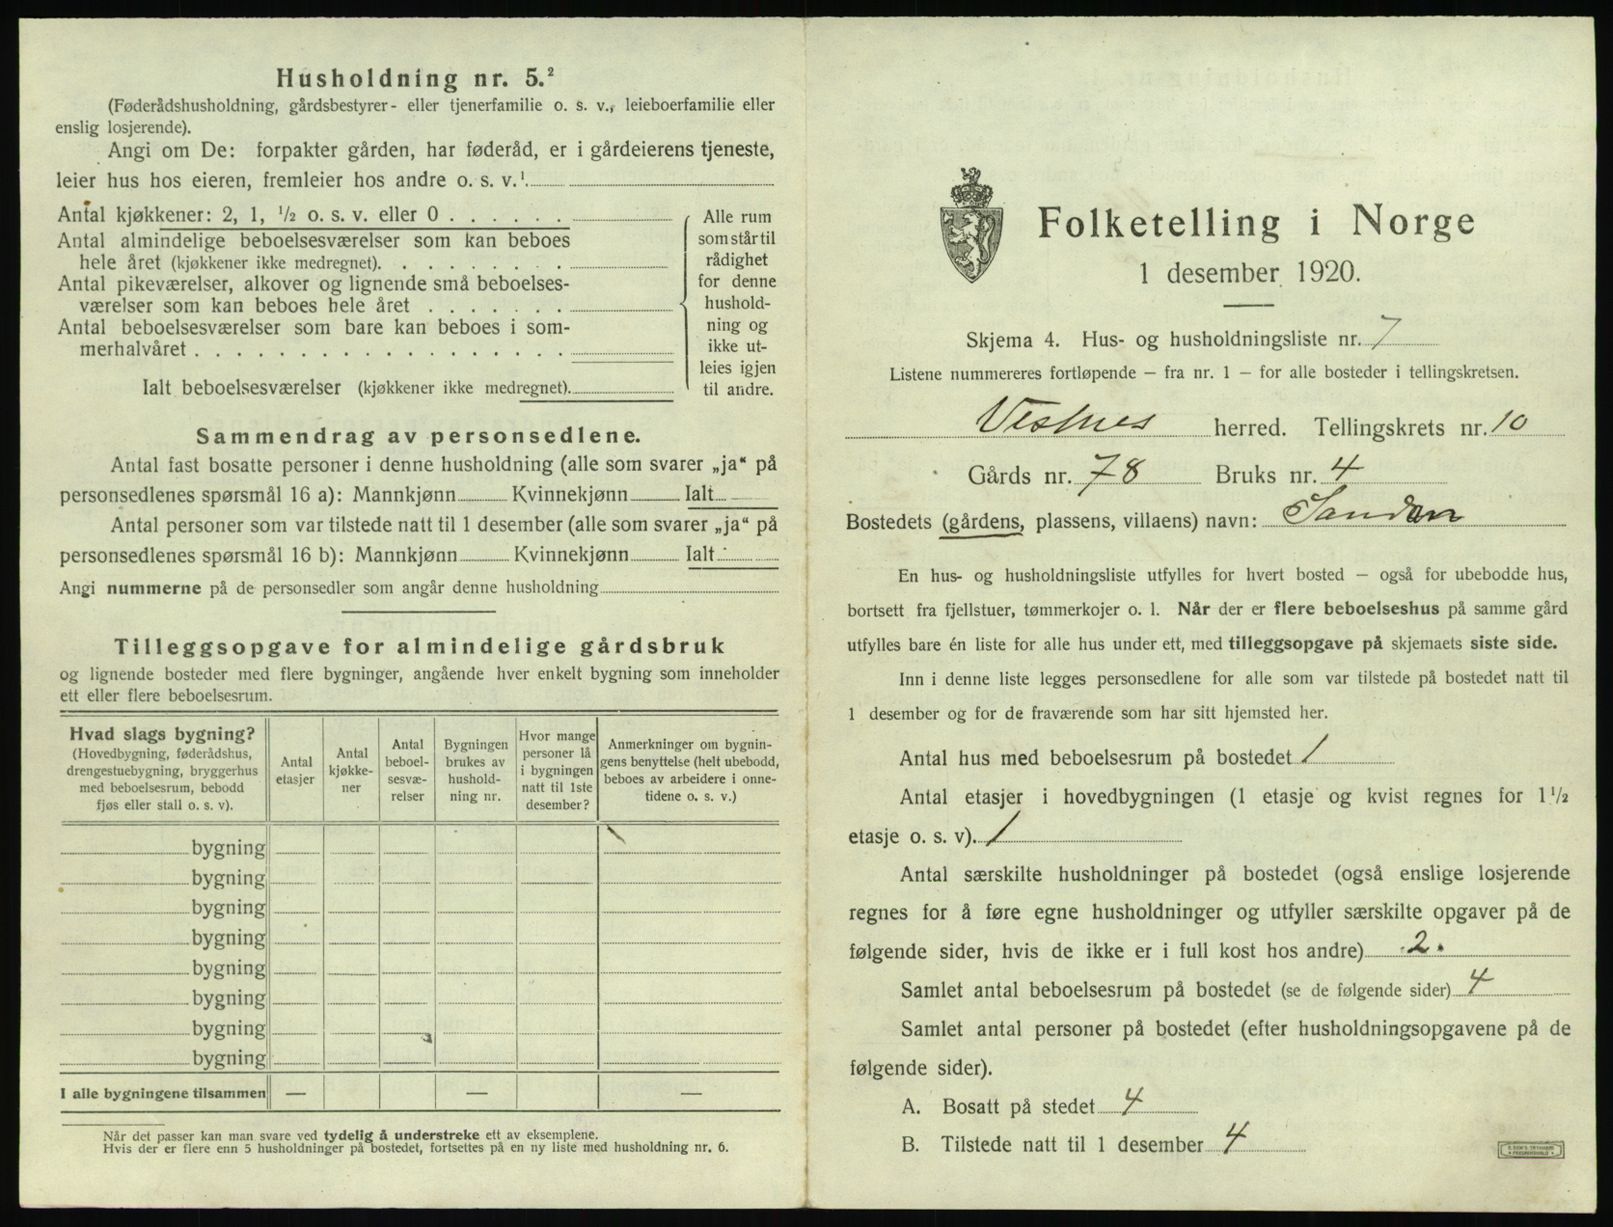 Husholdning nr. 5.²
(Føderådshusholdning, gårdsbestyrer- eller tjenerfamilie o. s. v., leieboerfamilie eller
enslig losjerende).
Angi om De: forpakter gården, har føderåd, er i gårdeierens tjeneste,
leier hus hos eieren, fremleier hos andre o. s. v.¹
Antal kjøkkener: 2, 1, ½ o. s. v. eller 0
Antal almindelige beboelsesværelser som kan beboes
hele året (kjøkkener ikke medregnet).
Antal pikeværelser, alkover og lignende små beboelses-
værelser som kan beboes hele året
Antal beboelsesværelser som bare kan beboes i som-
merhalvåret
Ialt beboelsesværelser (kjøkkener ikke medregnet).
Alle rum
som står til
rådighet
for denne
hushold-
ning og
ikke ut-
leies igjen
til andre.
Sammendrag av personsedlene.
Antal fast bosatte personer i denne husholdning (alle som svarer „ja“ på
personsedlenes spørsmål 16 a): Mannkjønn Kvinnekjønn Ialt
Antal personer som var tilstede natt til 1 desember (alle som svarer „ja“ på
personsedlenes spørsmål 16 b): Mannkjønn Kvinnekjønn Ialt
Angi nummerne på de personsedler som angår denne husholdning
Tilleggsopgave for almindelige gårdsbruk
og lignende bosteder med flere bygninger, angående hver enkelt bygning som inneholder
ett eller flere beboelsesrum.
Hvad slags bygning?
(Hovedbygning, føderådshus,
drengestuebygning, bryggerhus
med beboelsesrum, bebodd
fjøs eller stall o. s. v).
Antal
etasjer
Antal
kjøkke-
ner
Antal
beboel-
sesvæ-
relser
Bygningen
brukes av
hushold-
ning nr.
Hvor mange
personer lå
i bygningen
natt til 1ste
desember?
Anmerkninger om bygnin-
gens benyttelse (helt ubebodd,
beboes av arbeidere i onne-
tidene o. s. v.)
bygning
bygning
bygning
bygning
bygning
bygning
bygning
bygning
I alle bygningene tilsammen — — —
Når det passer kan man svare ved tydelig å understreke ett av eksemplene.
Hvis der er flere enn 5 husholdninger på bostedet, fortsettes på en ny liste med husholdning nr. 6.
Folketelling i Norge
1 desember 1920.
Skjema 4. Hus- og husholdningsliste nr. 7
Listene nummereres fortløpende — fra nr. 1 — for alle bosteder i tellingskretsen.
Vestnes herred. Tellingskrets nr. 10
Gårds nr. 78 Bruks nr. 4
Bostedets (gårdens, plassens, villaens) navn: Sanden
En hus- og husholdningsliste utfylles for hvert bosted — også for ubebodde hus,
bortsett fra fjellstuer, tømmerkojer o. l. Når der er flere beboelseshus på samme gård
utfylles bare én liste for alle hus under ett, med tilleggsopgave på skjemaets siste side.
Inn i denne liste legges personsedlene for alle som var tilstede på bostedet natt til
1 desember og for de fraværende som har sitt hjemsted her.
Antal hus med beboelsesrum på bostedet 1
Antal etasjer i hovedbygningen (1 etasje og kvist regnes for 1 ½
etasje o. s. v). 1
Antal særskilte husholdninger på bostedet (også enslige losjerende
regnes for å føre egne husholdninger og utfyller særskilte opgaver på de
følgende sider, hvis de ikke er i full kost hos andre) 2.
Samlet antal beboelsesrum på bostedet (se de følgende sider) 4
Samlet antal personer på bostedet (efter husholdningsopgavene på de
følgende sider).
A. Bosatt på stedet 4
B. Tilstede natt til 1 desember 4